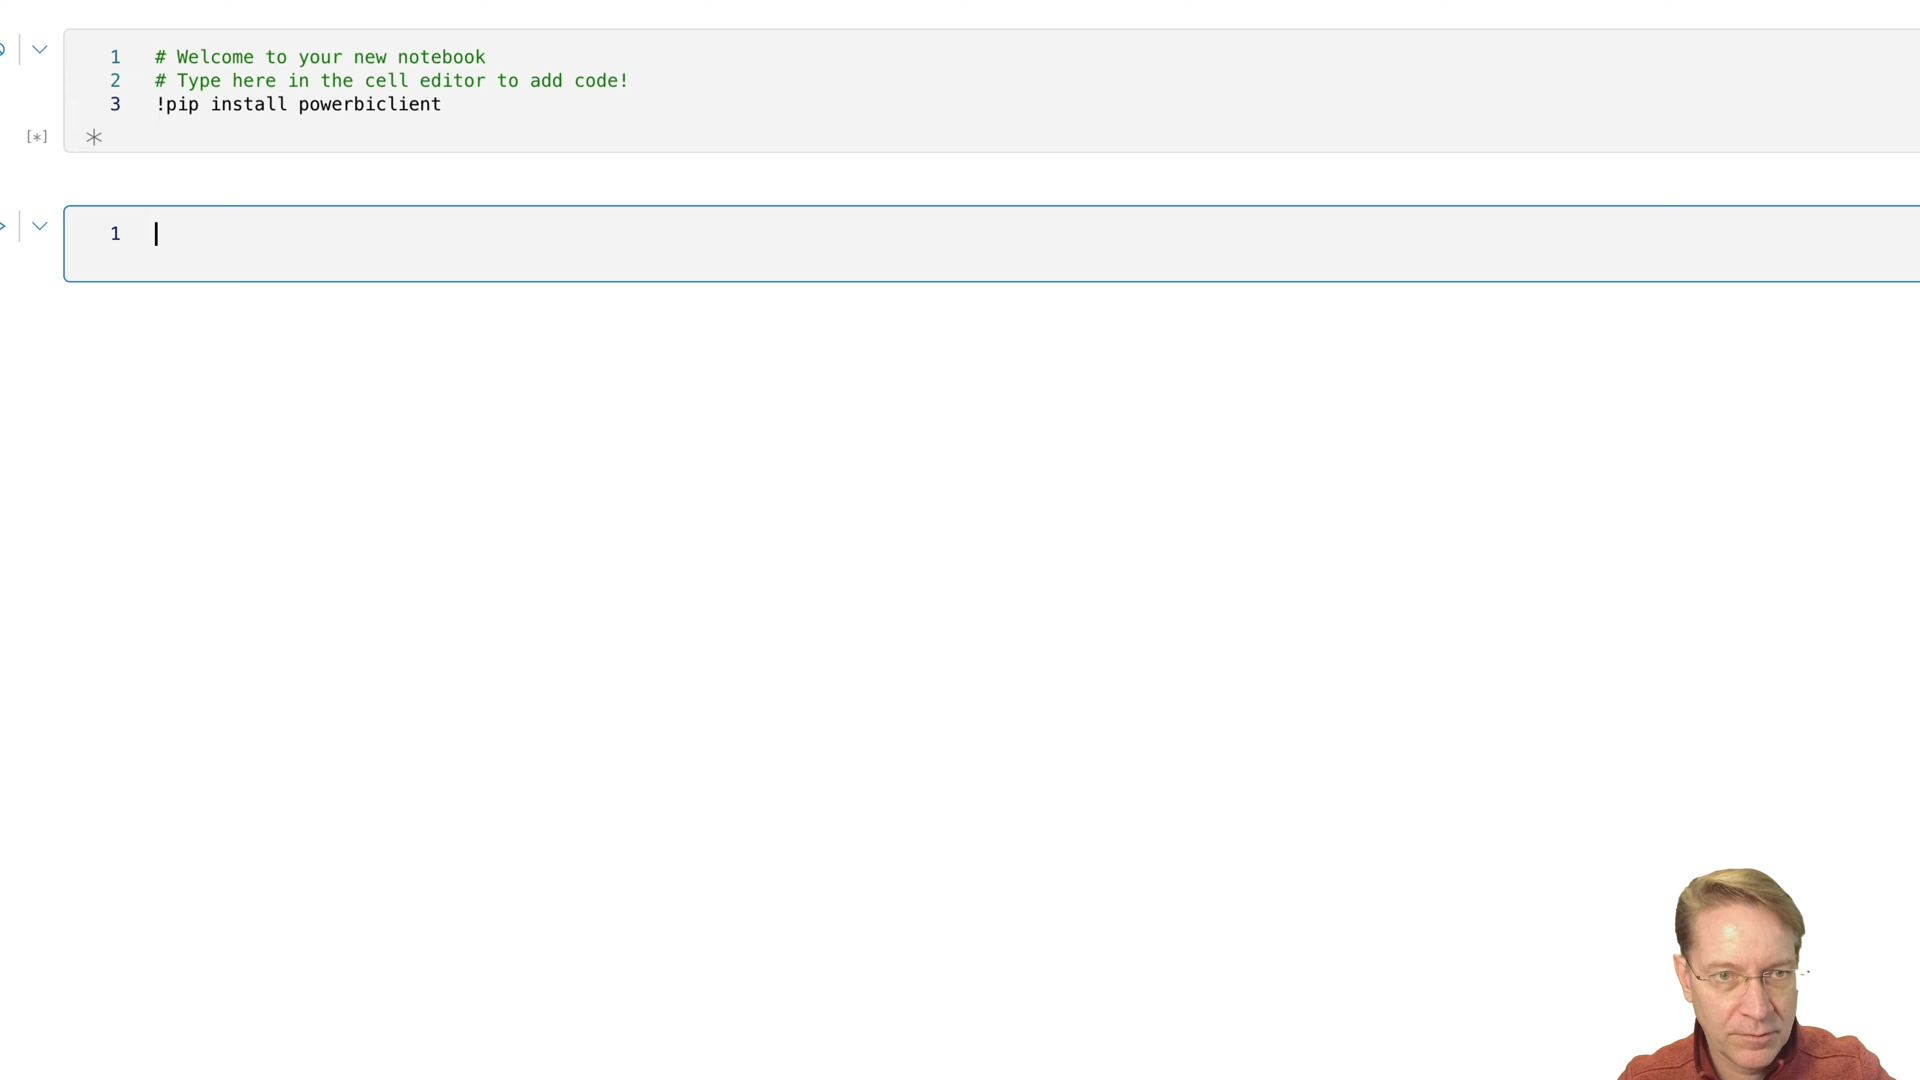 1 # Welcome to your new notebook
2 # Type here in the cell editor to add code!
3 !pip install powerbiclient
[*]
1